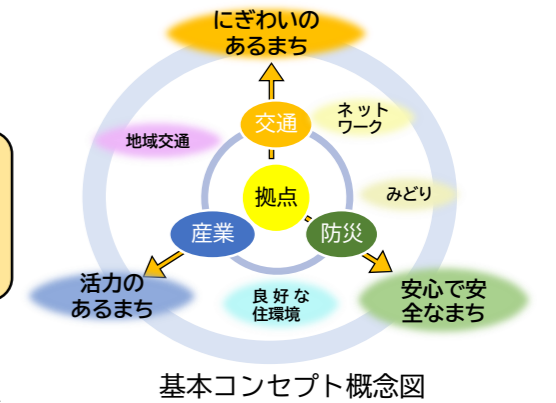 にぎわいの
あるまち
交通
ネット
ワーク
地域交通
拠点
みどり
産業
防災
活力の
あるまち
良好な
住環境
安心で安
全なまち
基本コンセプト概念図